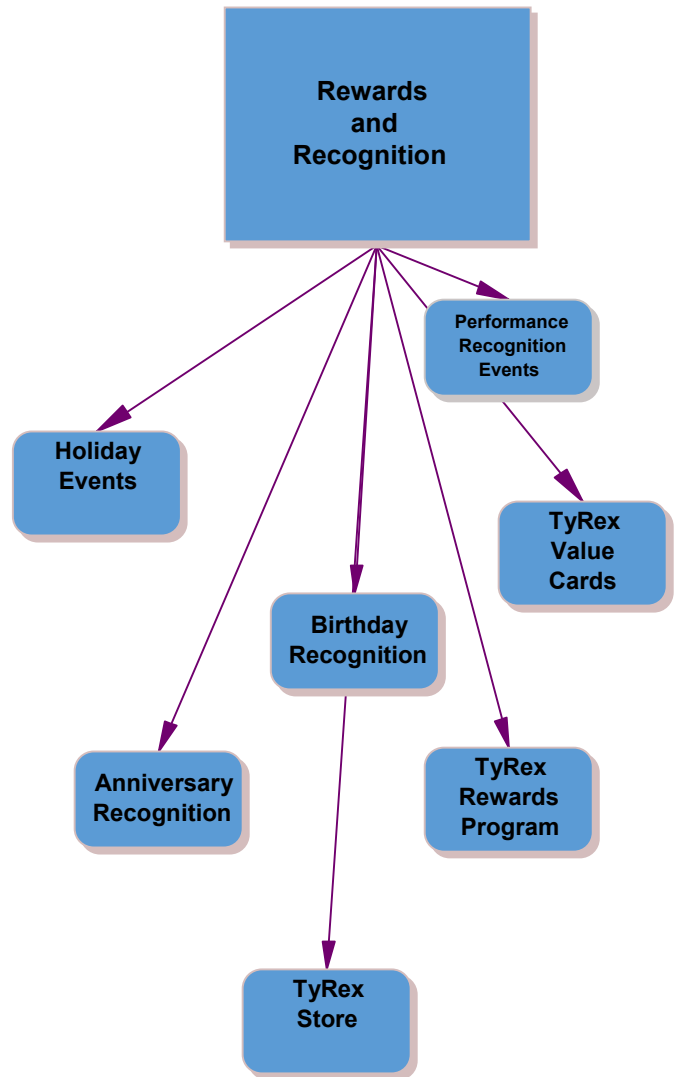 Rewards
and
Recognition
Performance
Recognition
Events
Holiday
Events
TyRex
Value
Cards
Birthday
Recognition
Anniversary
Recognition
TyRex
Rewards
Program
TyRex
Store